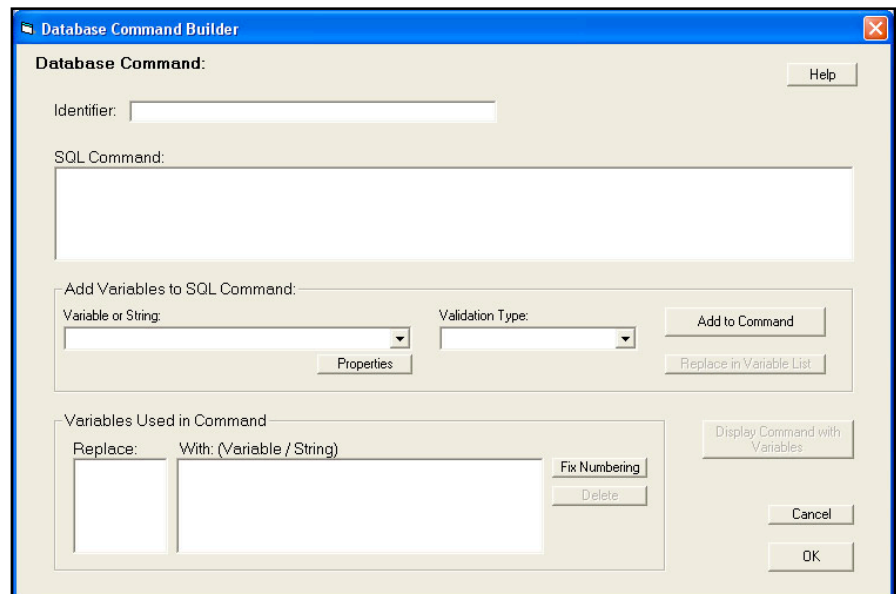 Database Command Builder
Database Command:
Help
Identifier:
SQL Command:
Add Variables to SQL Command:
Variable or String:
Validation Type:
Add to Command
Properties
Replace in Variable List
Variables Used in Command
Replace:
With: (Variable / String)
Fix Numbering
Delete
Display Command with
Variables
Cancel
OK